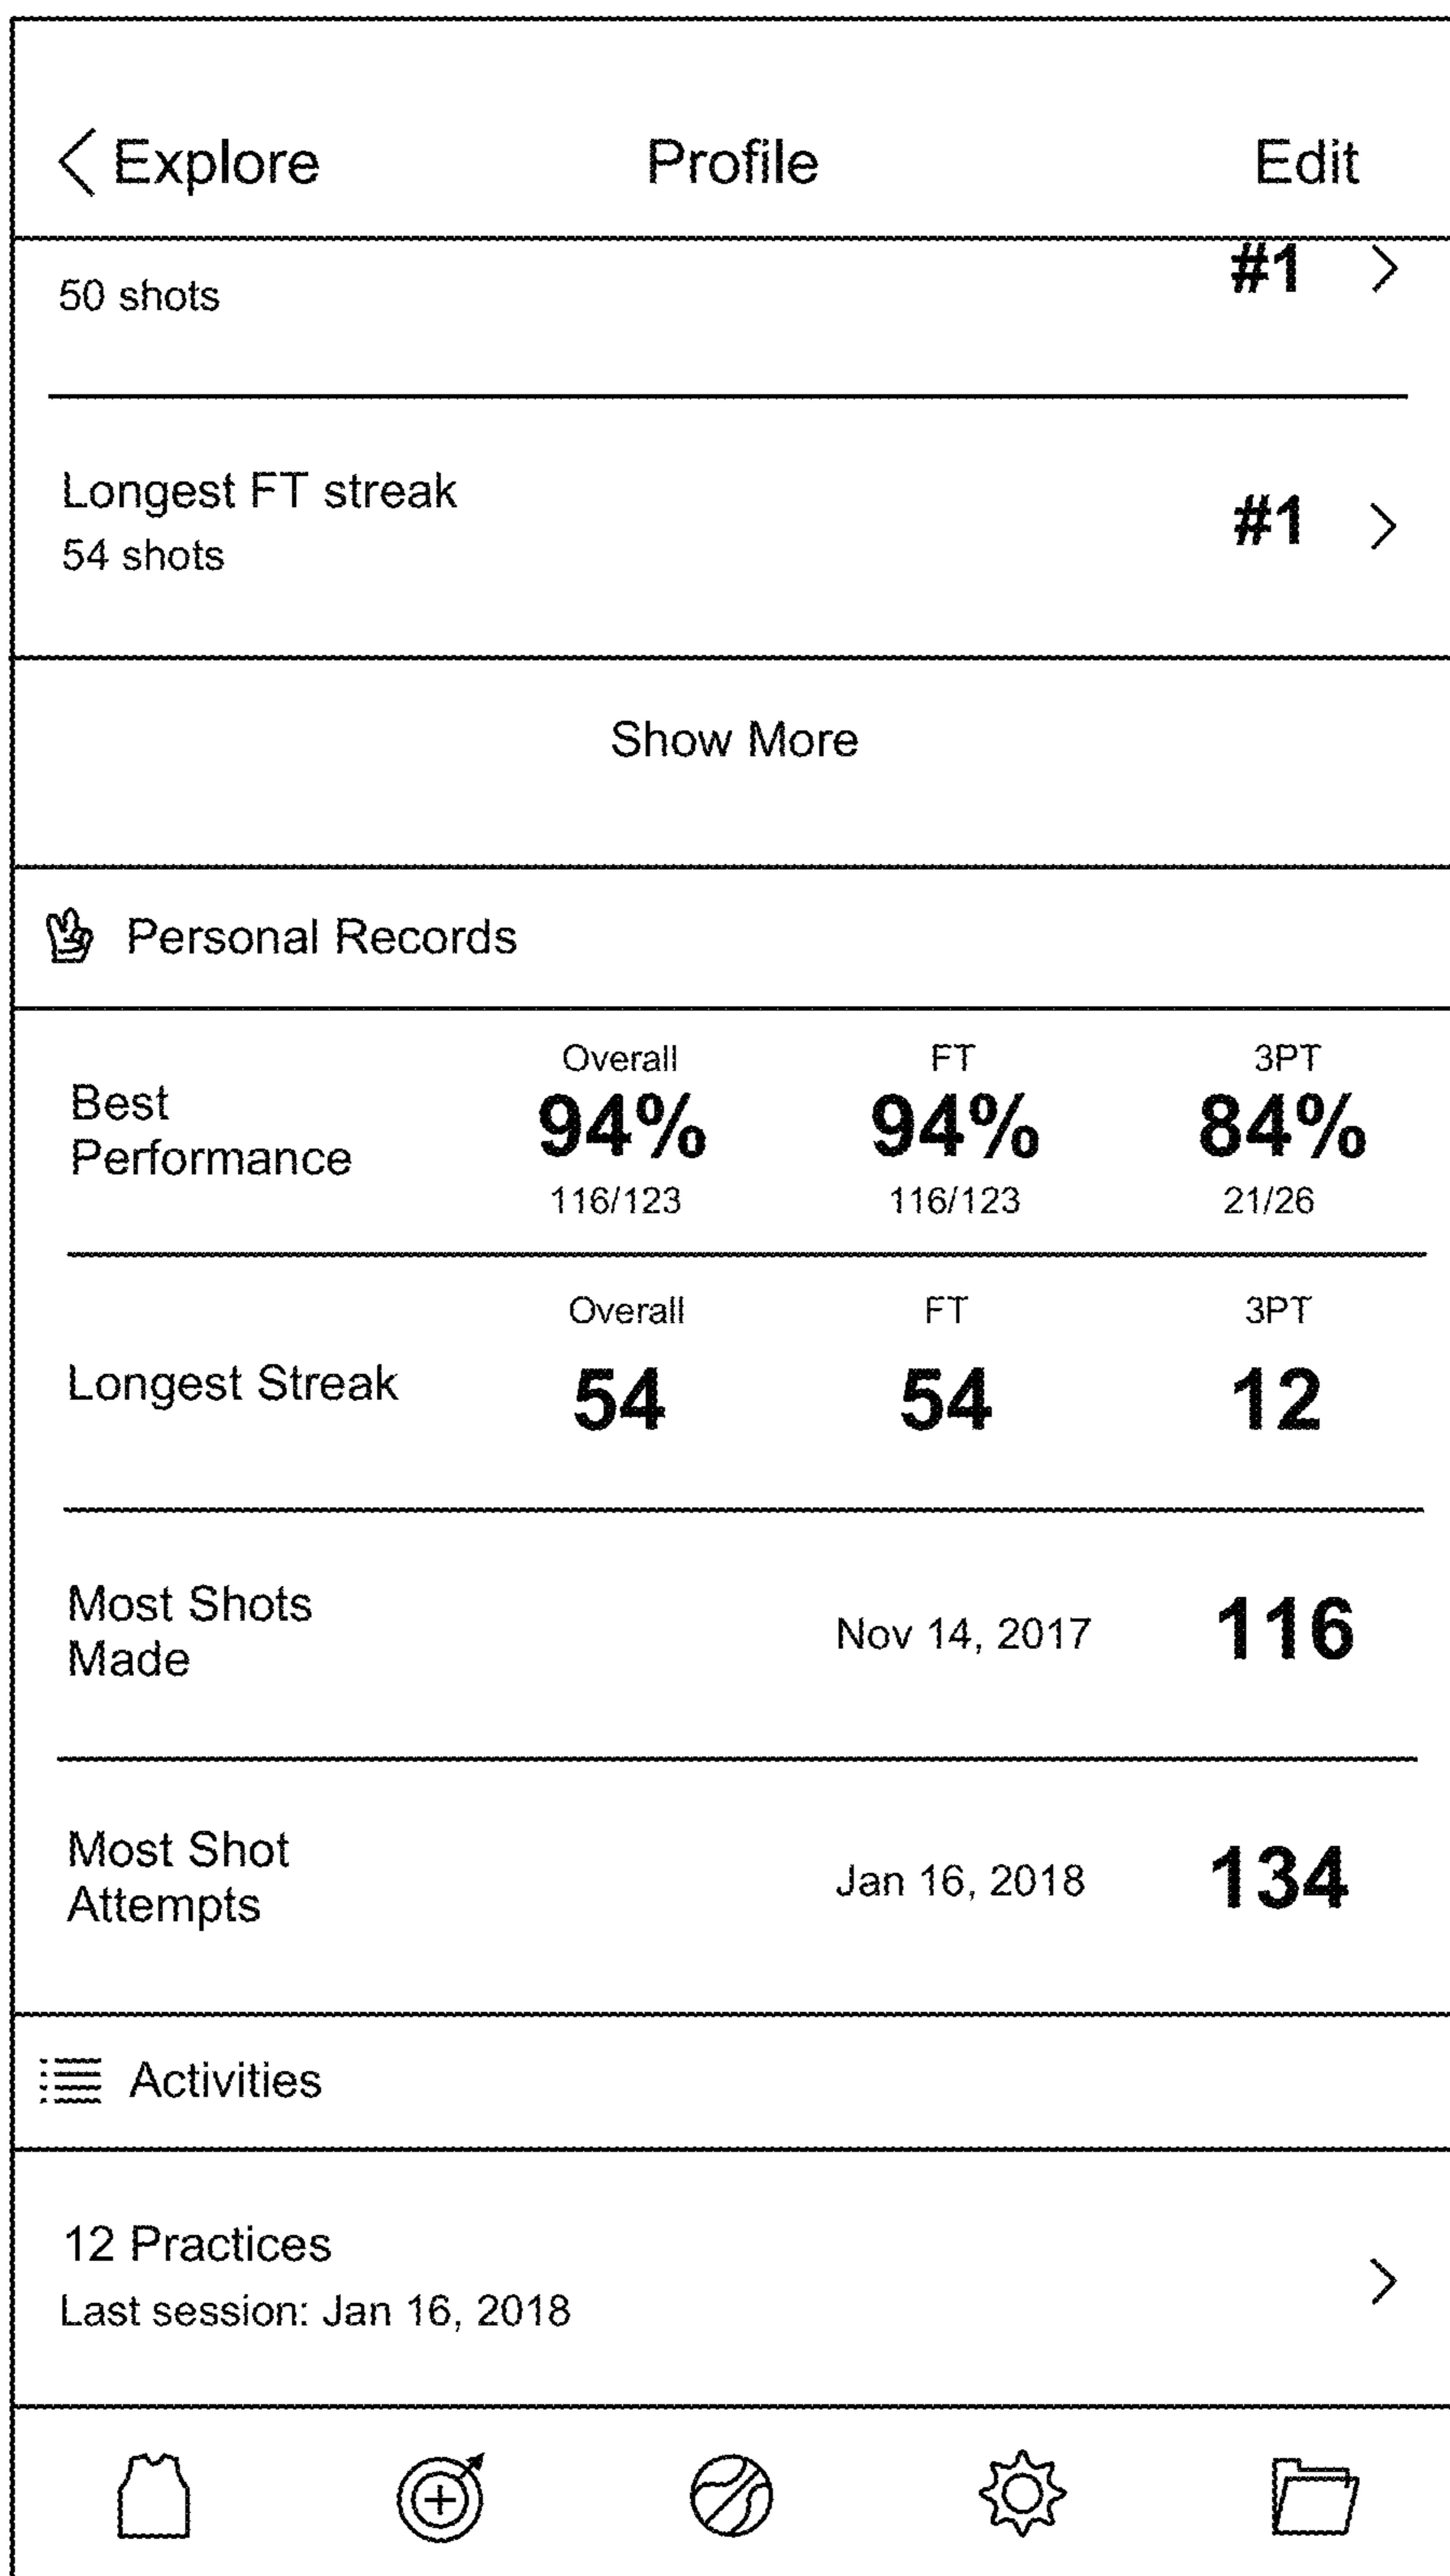 Explore Profile Edit
50 shots #1
Longest FT streak
54 shots #1
Show More
Personal Records
Best
Performance
Overall FT 3PT
94% 94% 84%
116/123 116/123 21/26
Overall FT 3PT
Longest Streak 54 54 12
Most Shots
Made
Nov 14, 2017 116
Most Shot
Attempts
Jan 16, 2018 134
Activities
12 Practices
Last session: Jan 16, 2018